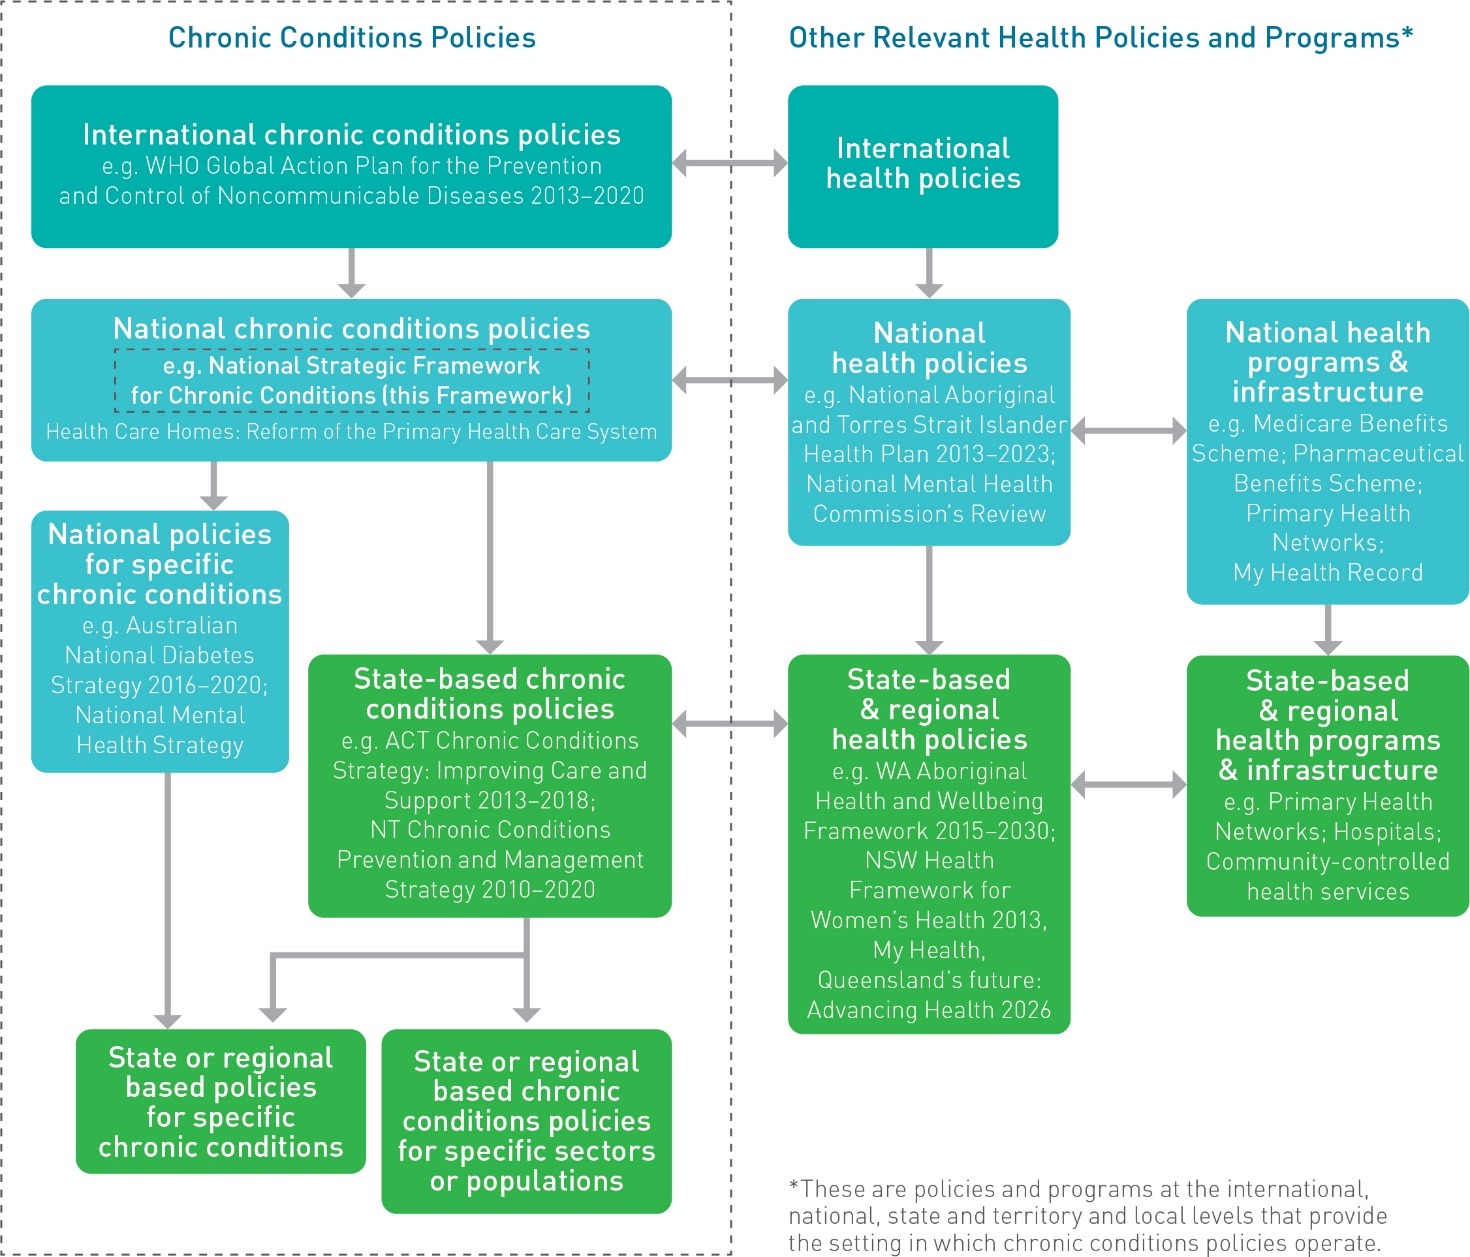 Chronic Conditions Policies
Other Relevant Health Policies and Programs*
International chronic conditions policies
e.g. WHO Global Action Plan for the Prevention
and Control of Noncommunicable Diseases 2013–2020
International
health policies
National chronic conditions policies
e.g. National Strategic Framework
for Chronic Conditions (this Framework)
Health Care Homes: Reform of the Primary Health Care System
National
health policies
e.g. National Aboriginal
and Torres Strait Islander
Health Plan 2013–2023;
National Mental Health
Commission's Review
National health
programs &
infrastructure
e.g. Medicare Benefits
Scheme; Pharmaceutical
Benefits Scheme;
Primary Health
Networks;
My Health Record
National policies
for specific
chronic conditions
e.g. Australian
National Diabetes
Strategy 2016–2020;
National Mental
Health Strategy
State-based chronic
conditions policies
e.g. ACT Chronic Conditions
Strategy: Improving Care and
Support 2013–2018;
NT Chronic Conditions
Prevention and Management
Strategy 2010–2020
State-based
& regional
health policies
e.g. WA Aboriginal
Health and Wellbeing
Framework 2015–2030;
NSW Health
Framework for
Women's Health 2013,
My Health,
Queensland's future:
Advancing Health 2026
State-based
& regional
health programs
& infrastructure
e.g. Primary Health
Networks; Hospitals;
Community-controlled
health services
State or regional
based policies
for specific
chronic conditions
State or regional
based chronic
conditions policies
for specific sectors
or populations
*These are policies and programs at the international,
national, state and territory and local levels that provide
the setting in which chronic conditions policies operate.